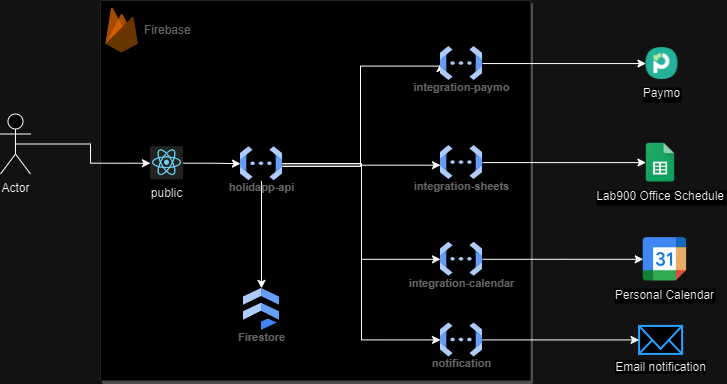 Firebase
integration-paymo
Paymo
Actor
public
holidapp-api
integration-sheets
Lab900 Office Schedule
31
integration-calendar
Personal Calendar
Firestore
notification
Email notification